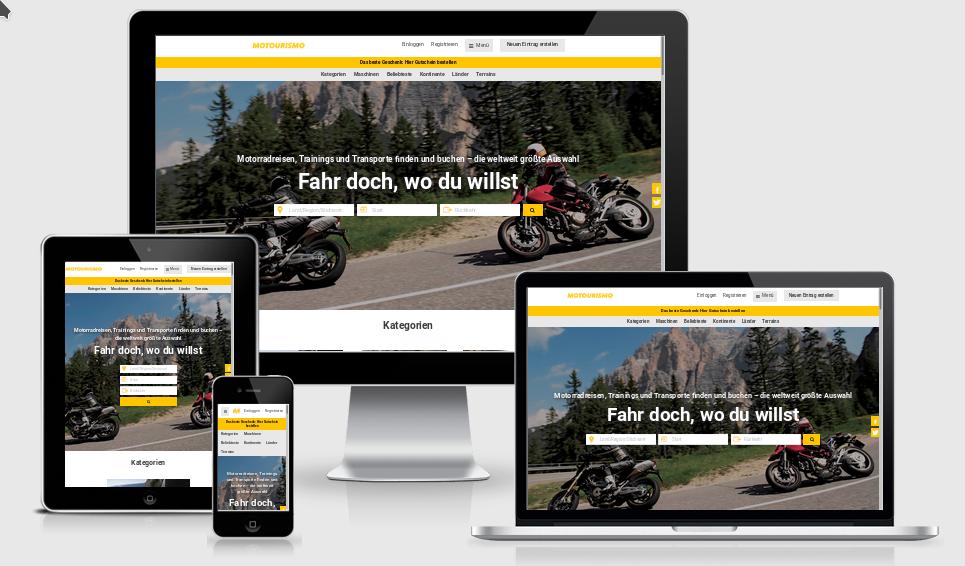 MOTOURISMO
Einloggen Registrieren Menü Neuen Eintrag erstellen
Das beste Geschenk: Hier Gutschein bestellen
Kategorien Maschinen Beliebteste Kontinente Länder Terrains
Motorradreisen, Trainings und Transporte finden und buchen – die weltweit größte Auswahl
Fahr doch, wo du willst
Land/Region/Stichwort Start Rückkehr
Kategorien
MOTOURISMO
Einloggen Registrieren Menü Neuen Eintrag erstellen
Das beste Geschenk: Hier Gutschein bestellen
Kategorien Maschinen Beliebteste Kontinente Länder Terrains
Motorradreisen, Trainings und Transporte finden und buchen –
die weltweit größte Auswahl
Fahr doch, wo du willst
Kategorien
Einloggen Registrieren
Das beste Geschenk: Hier Gutschein
bestellen
Kategorien Maschinen
Beliebteste Kontinente Länder
Terrains
Motorradreisen, Trainings
und Transporte finden und
buchen – die weltweit
größte Auswahl
Fahr doch,
MOTOURISMO
Einloggen Registrieren Menü Neuen Eintrag erstellen
Das beste Geschenk: Hier Gutschein bestellen
Kategorien Maschinen Beliebteste Kontinente Länder Terrains
Motorradreisen, Trainings und Transporte finden und buchen – die weltweit größte Auswahl
Fahr doch, wo du willst
Land/Region/Stichwort Start Rückkehr